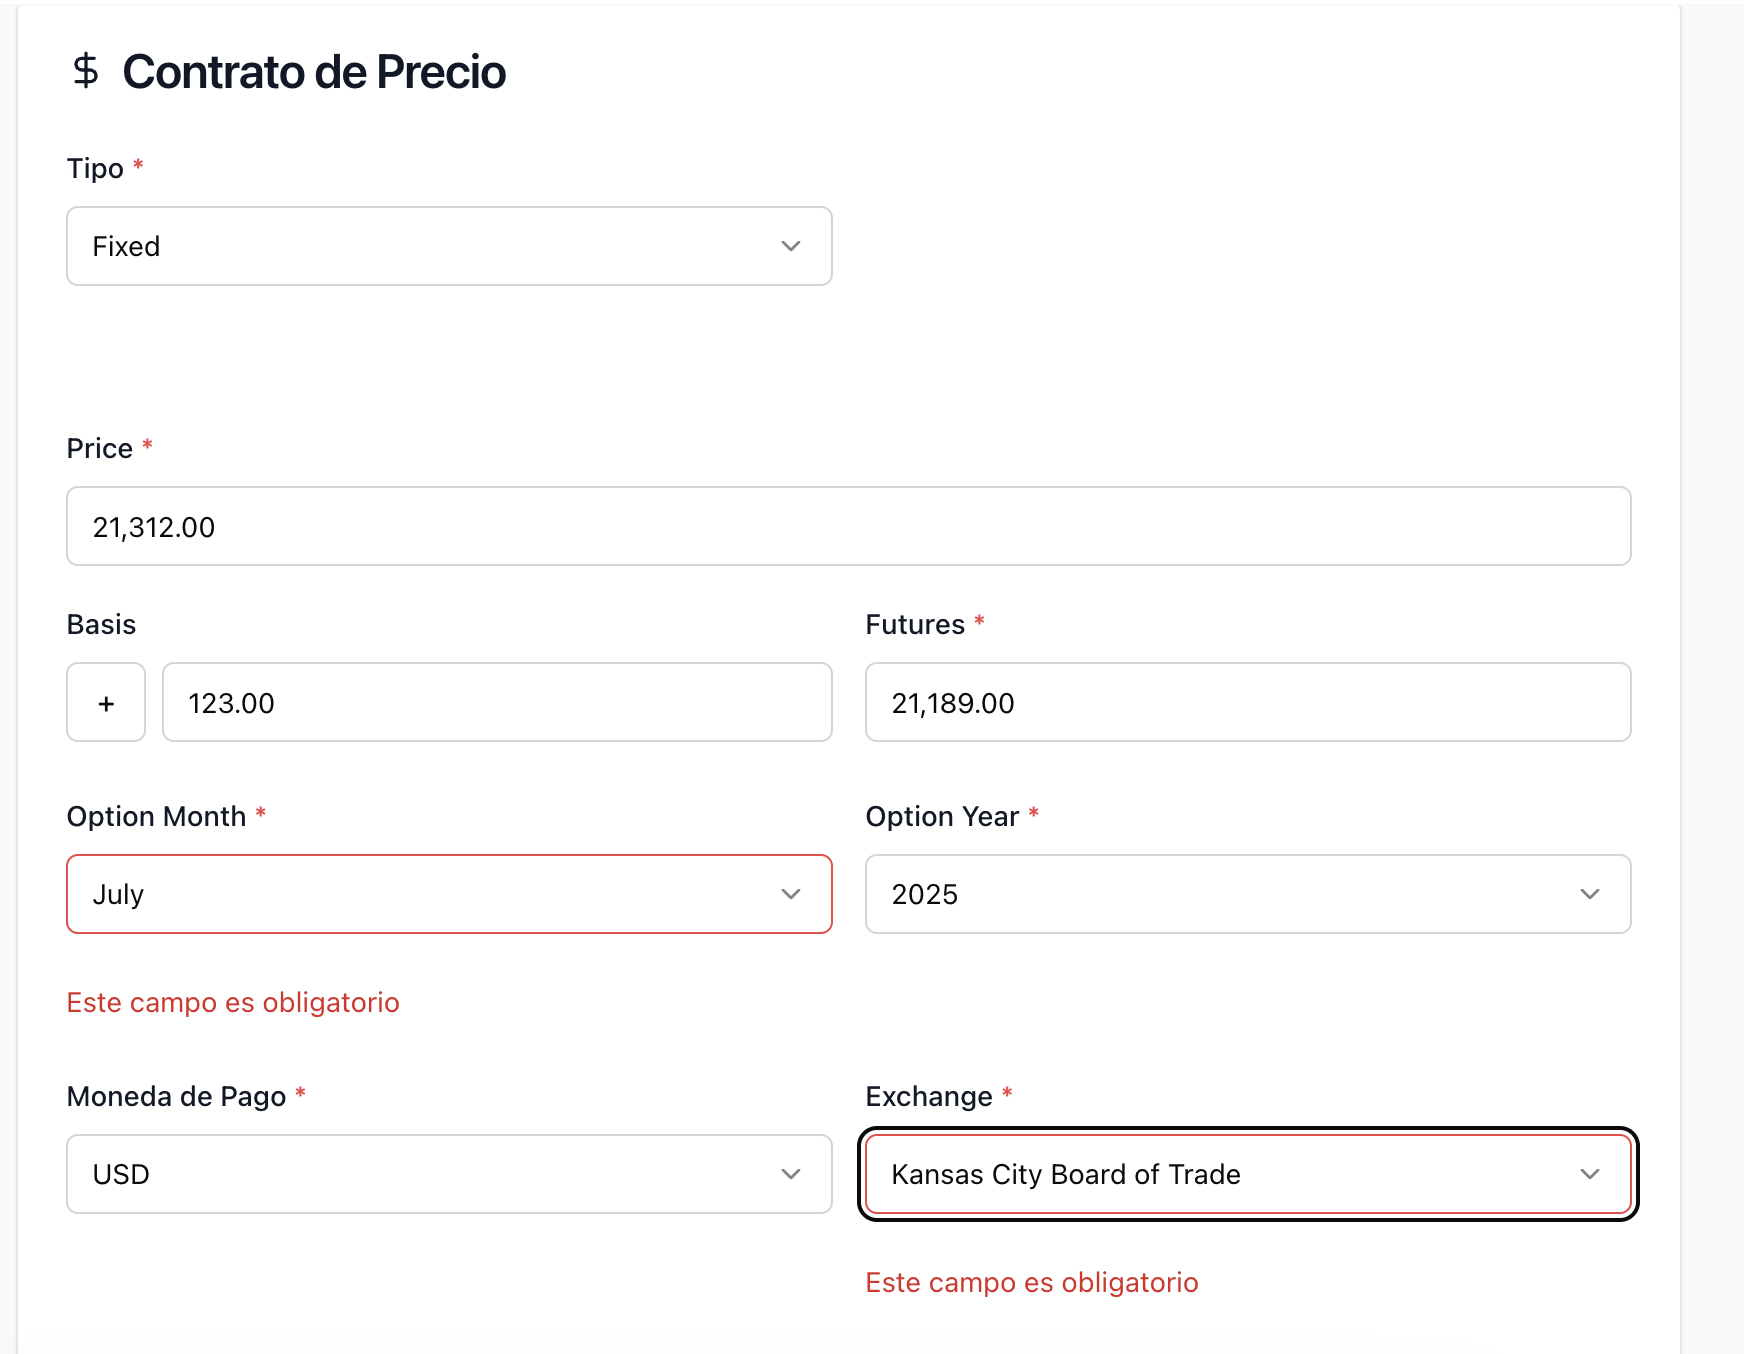 $ Contrato de Precio
Tipo *
Fixed
Price *
21,312.00
Basis
Futures *
+ 123.00
21,189.00
Option Month *
Option Year *
July
2025
Este campo es obligatorio
Moneda de Pago *
Exchange *
USD
Kansas City Board of Trade
Este campo es obligatorio